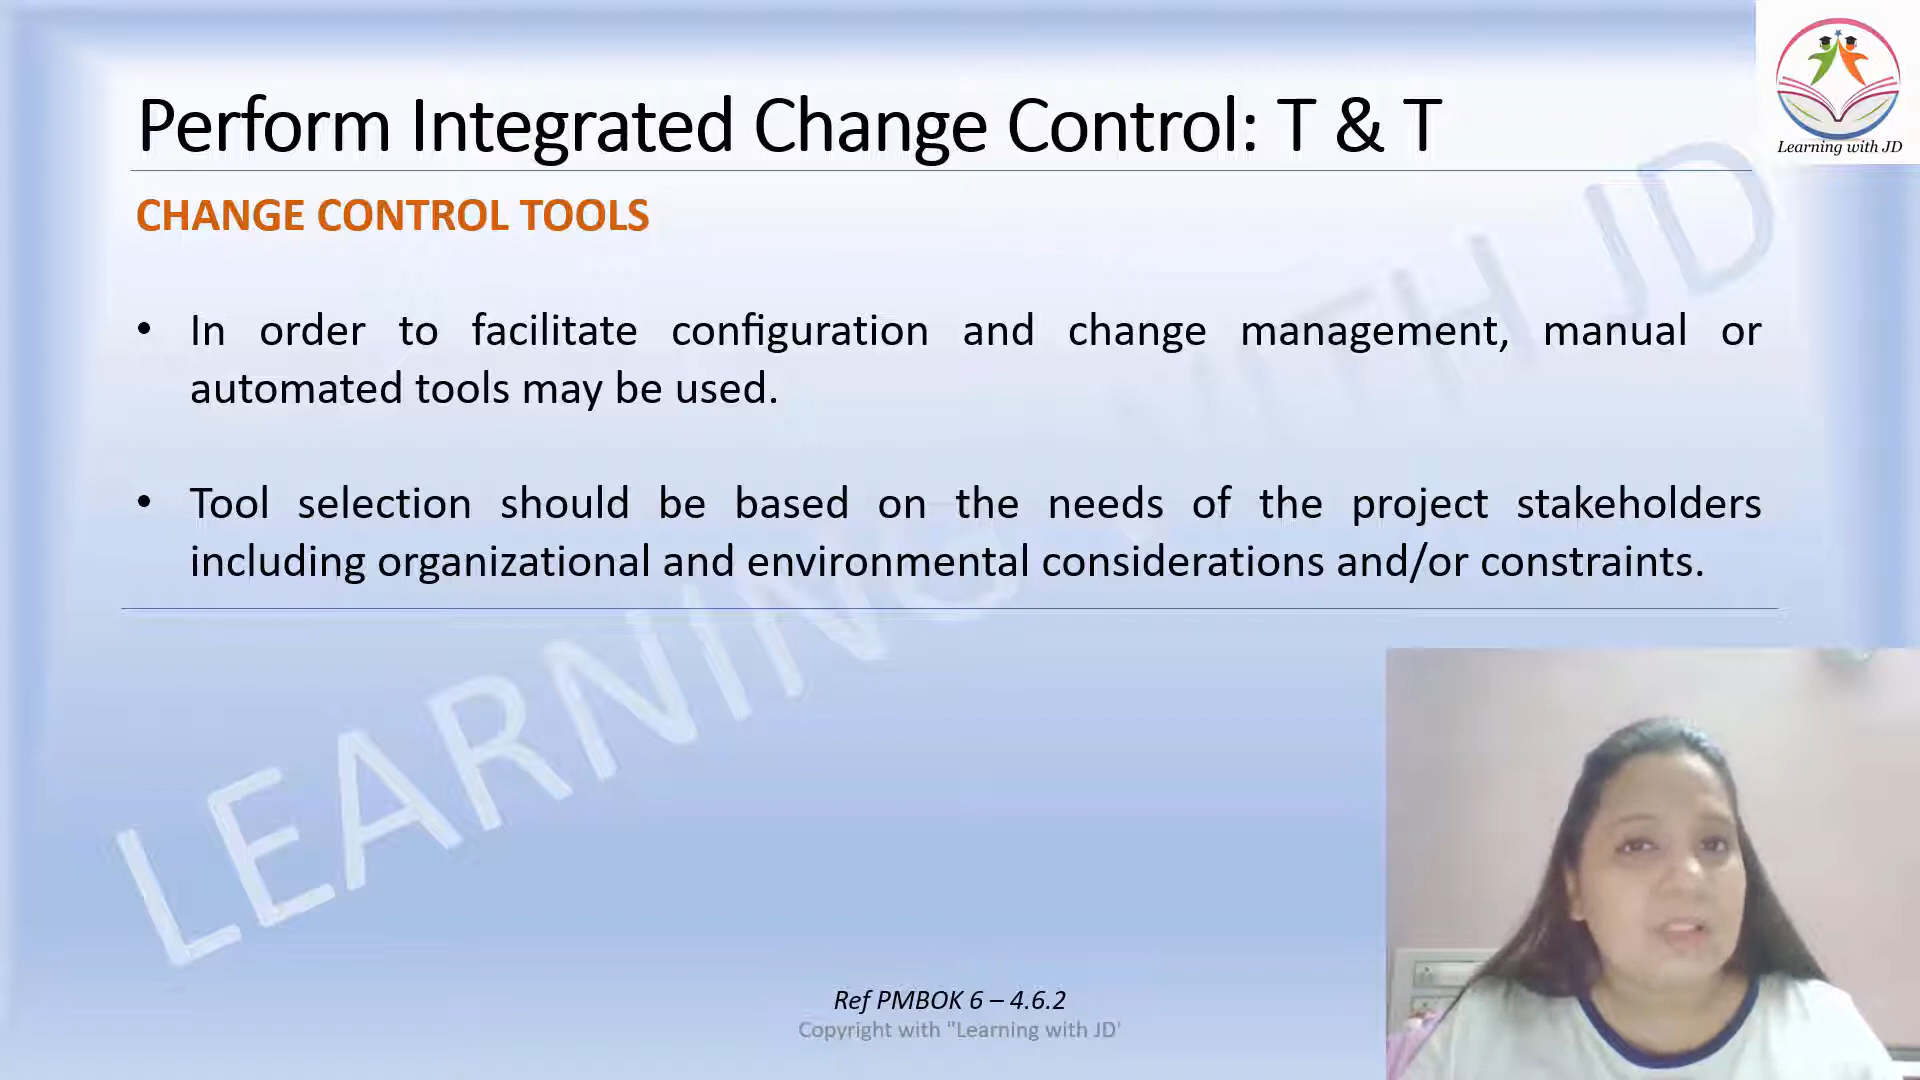 Perform Integrated Change Control: T & T
Learning with JD
CHANGE CONTROL TOOLS
• In order to facilitate configuration and change management, manual or
automated tools may be used.
• Tool selection should be based on the needs of the project stakeholders
including organizational and environmental considerations and/or constraints.
LEARNING WITH JD
Ref PMBOK 6 – 4.6.2
Copyright with "Learning with JD'